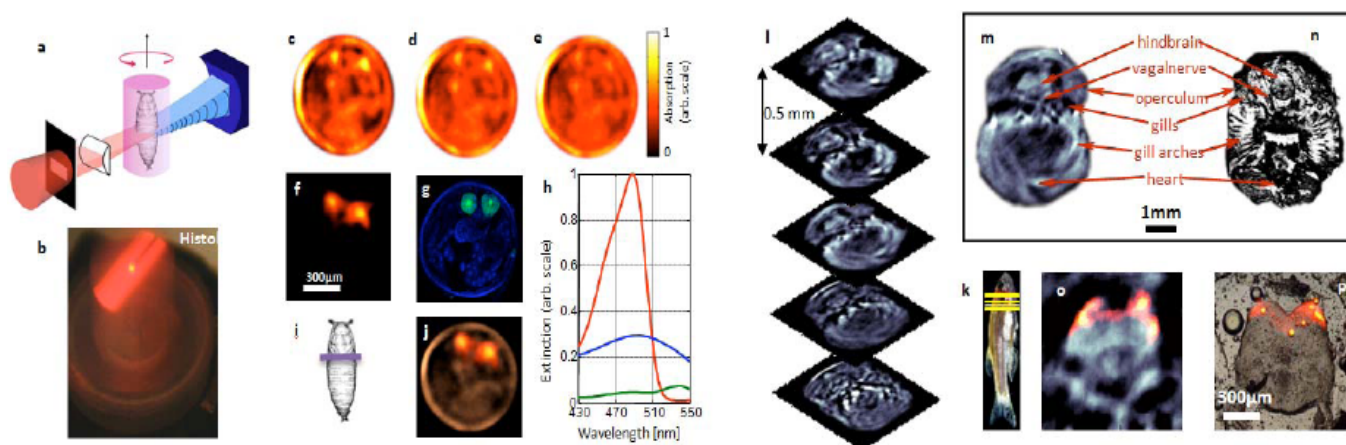 a
b
Histol
c
d
e
1
Absorption
(arb. scale)
0
f
300µm
g
h
1
0.8
0.6
0.4
0.2
0
Extinction (arb. scale)
430
470
510
550
Wavelength [nm]
i
j
l
0.5 mm
m
n
hindbrain
vagalnerve
operculum
gills
gill arches
heart
1mm
k
o
P
300µm